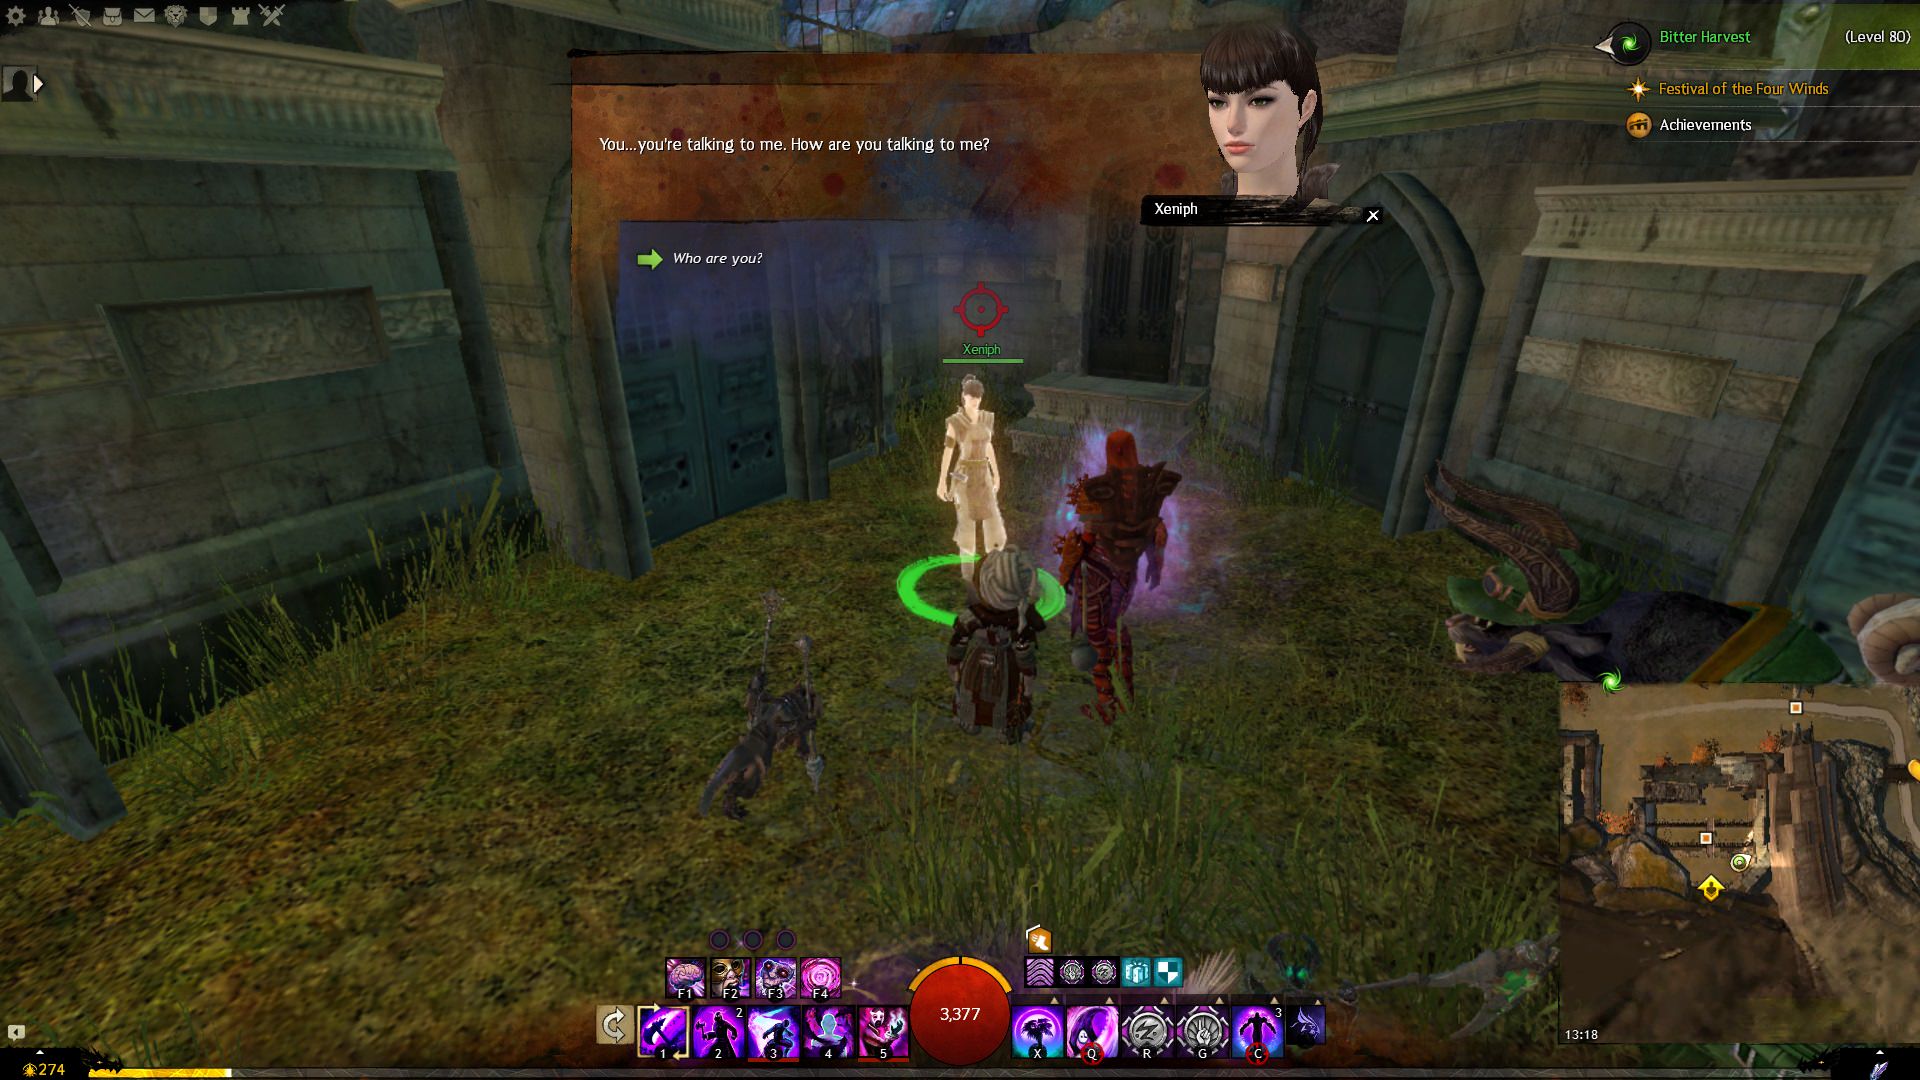 Bitter Harvest
(Level 80)
Festival of the Four Winds
Achievements
You...you're talking to me. How are you talking to me?
Xeniph
Who are you?
Xeniph
13:18
F1 F2 F3 F4
3,377
2 3
1 2 3 4 5 X Q R G C
274